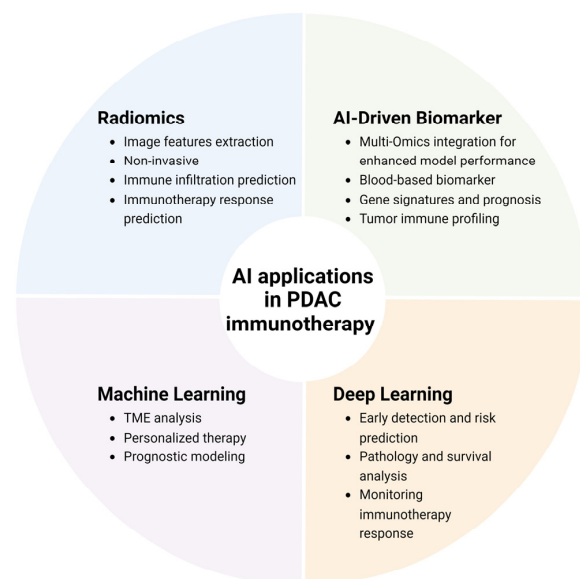 Radiomics
• Image features extraction
• Non-invasive
• Immune infiltration prediction
• Immunotherapy response
prediction
AI-Driven Biomarker
• Multi-Omics integration for
enhanced model performance
• Blood-based biomarker
• Gene signatures and prognosis
• Tumor immune profiling
AI applications
in PDAC
immunotherapy
Machine Learning
• TME analysis
• Personalized therapy
• Prognostic modeling
Deep Learning
• Early detection and risk
prediction
• Pathology and survival
analysis
• Monitoring
immunotherapy
response